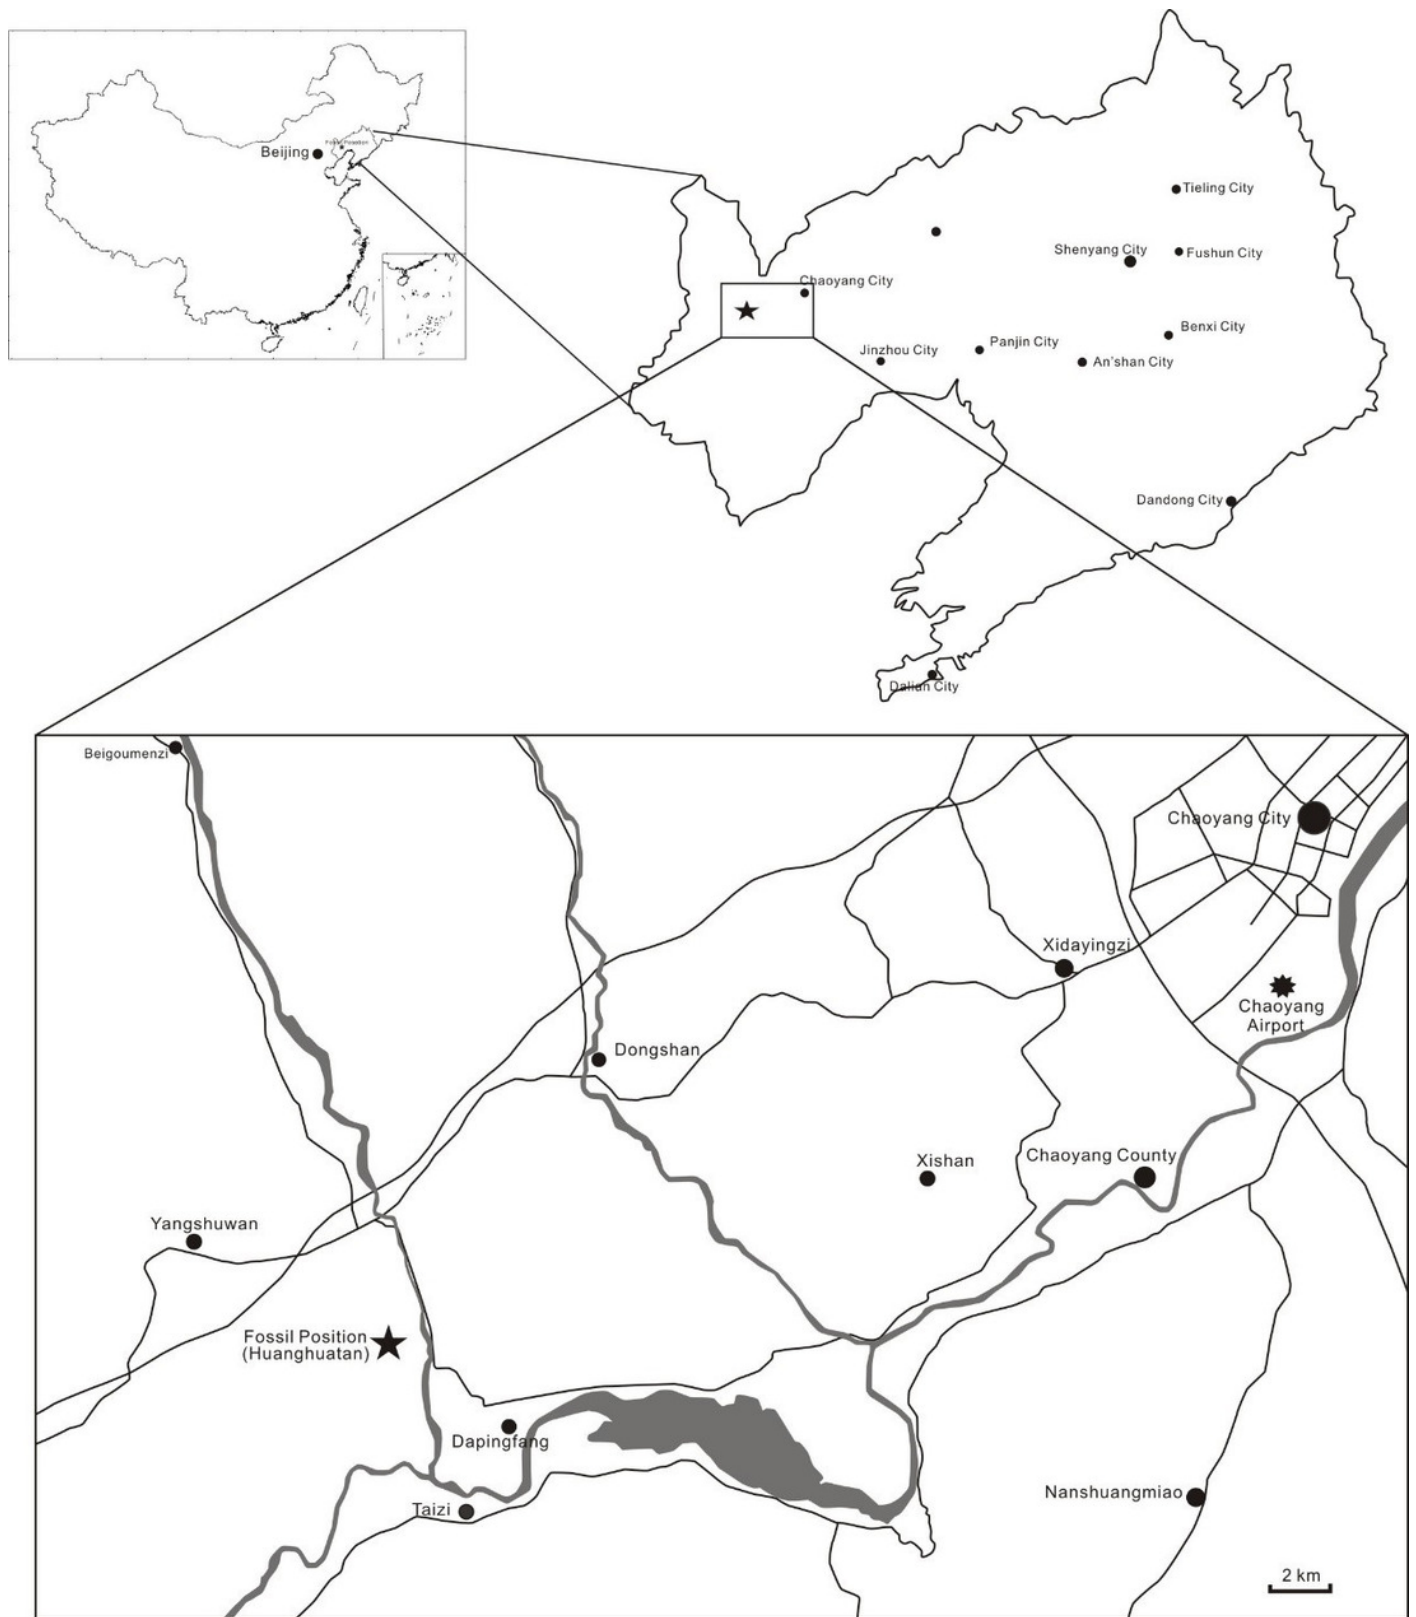 Beijing
Fossil Poasition
Tieling City
Shenyang City
Fushun City
Chaoyang City
Benxi City
Jinzhou City
Panjin City
An'shan City
Dandong City
Dalian City
Beigoumenzi
Chaoyang City
Xidayingzi
Chaoyang
Airport
Dongshan
Xishan
Chaoyang County
Yangshuwan
Fossil Position
(Huanghuatan)
Dapingfang
Taizi
Nanshuangmiao
2 km